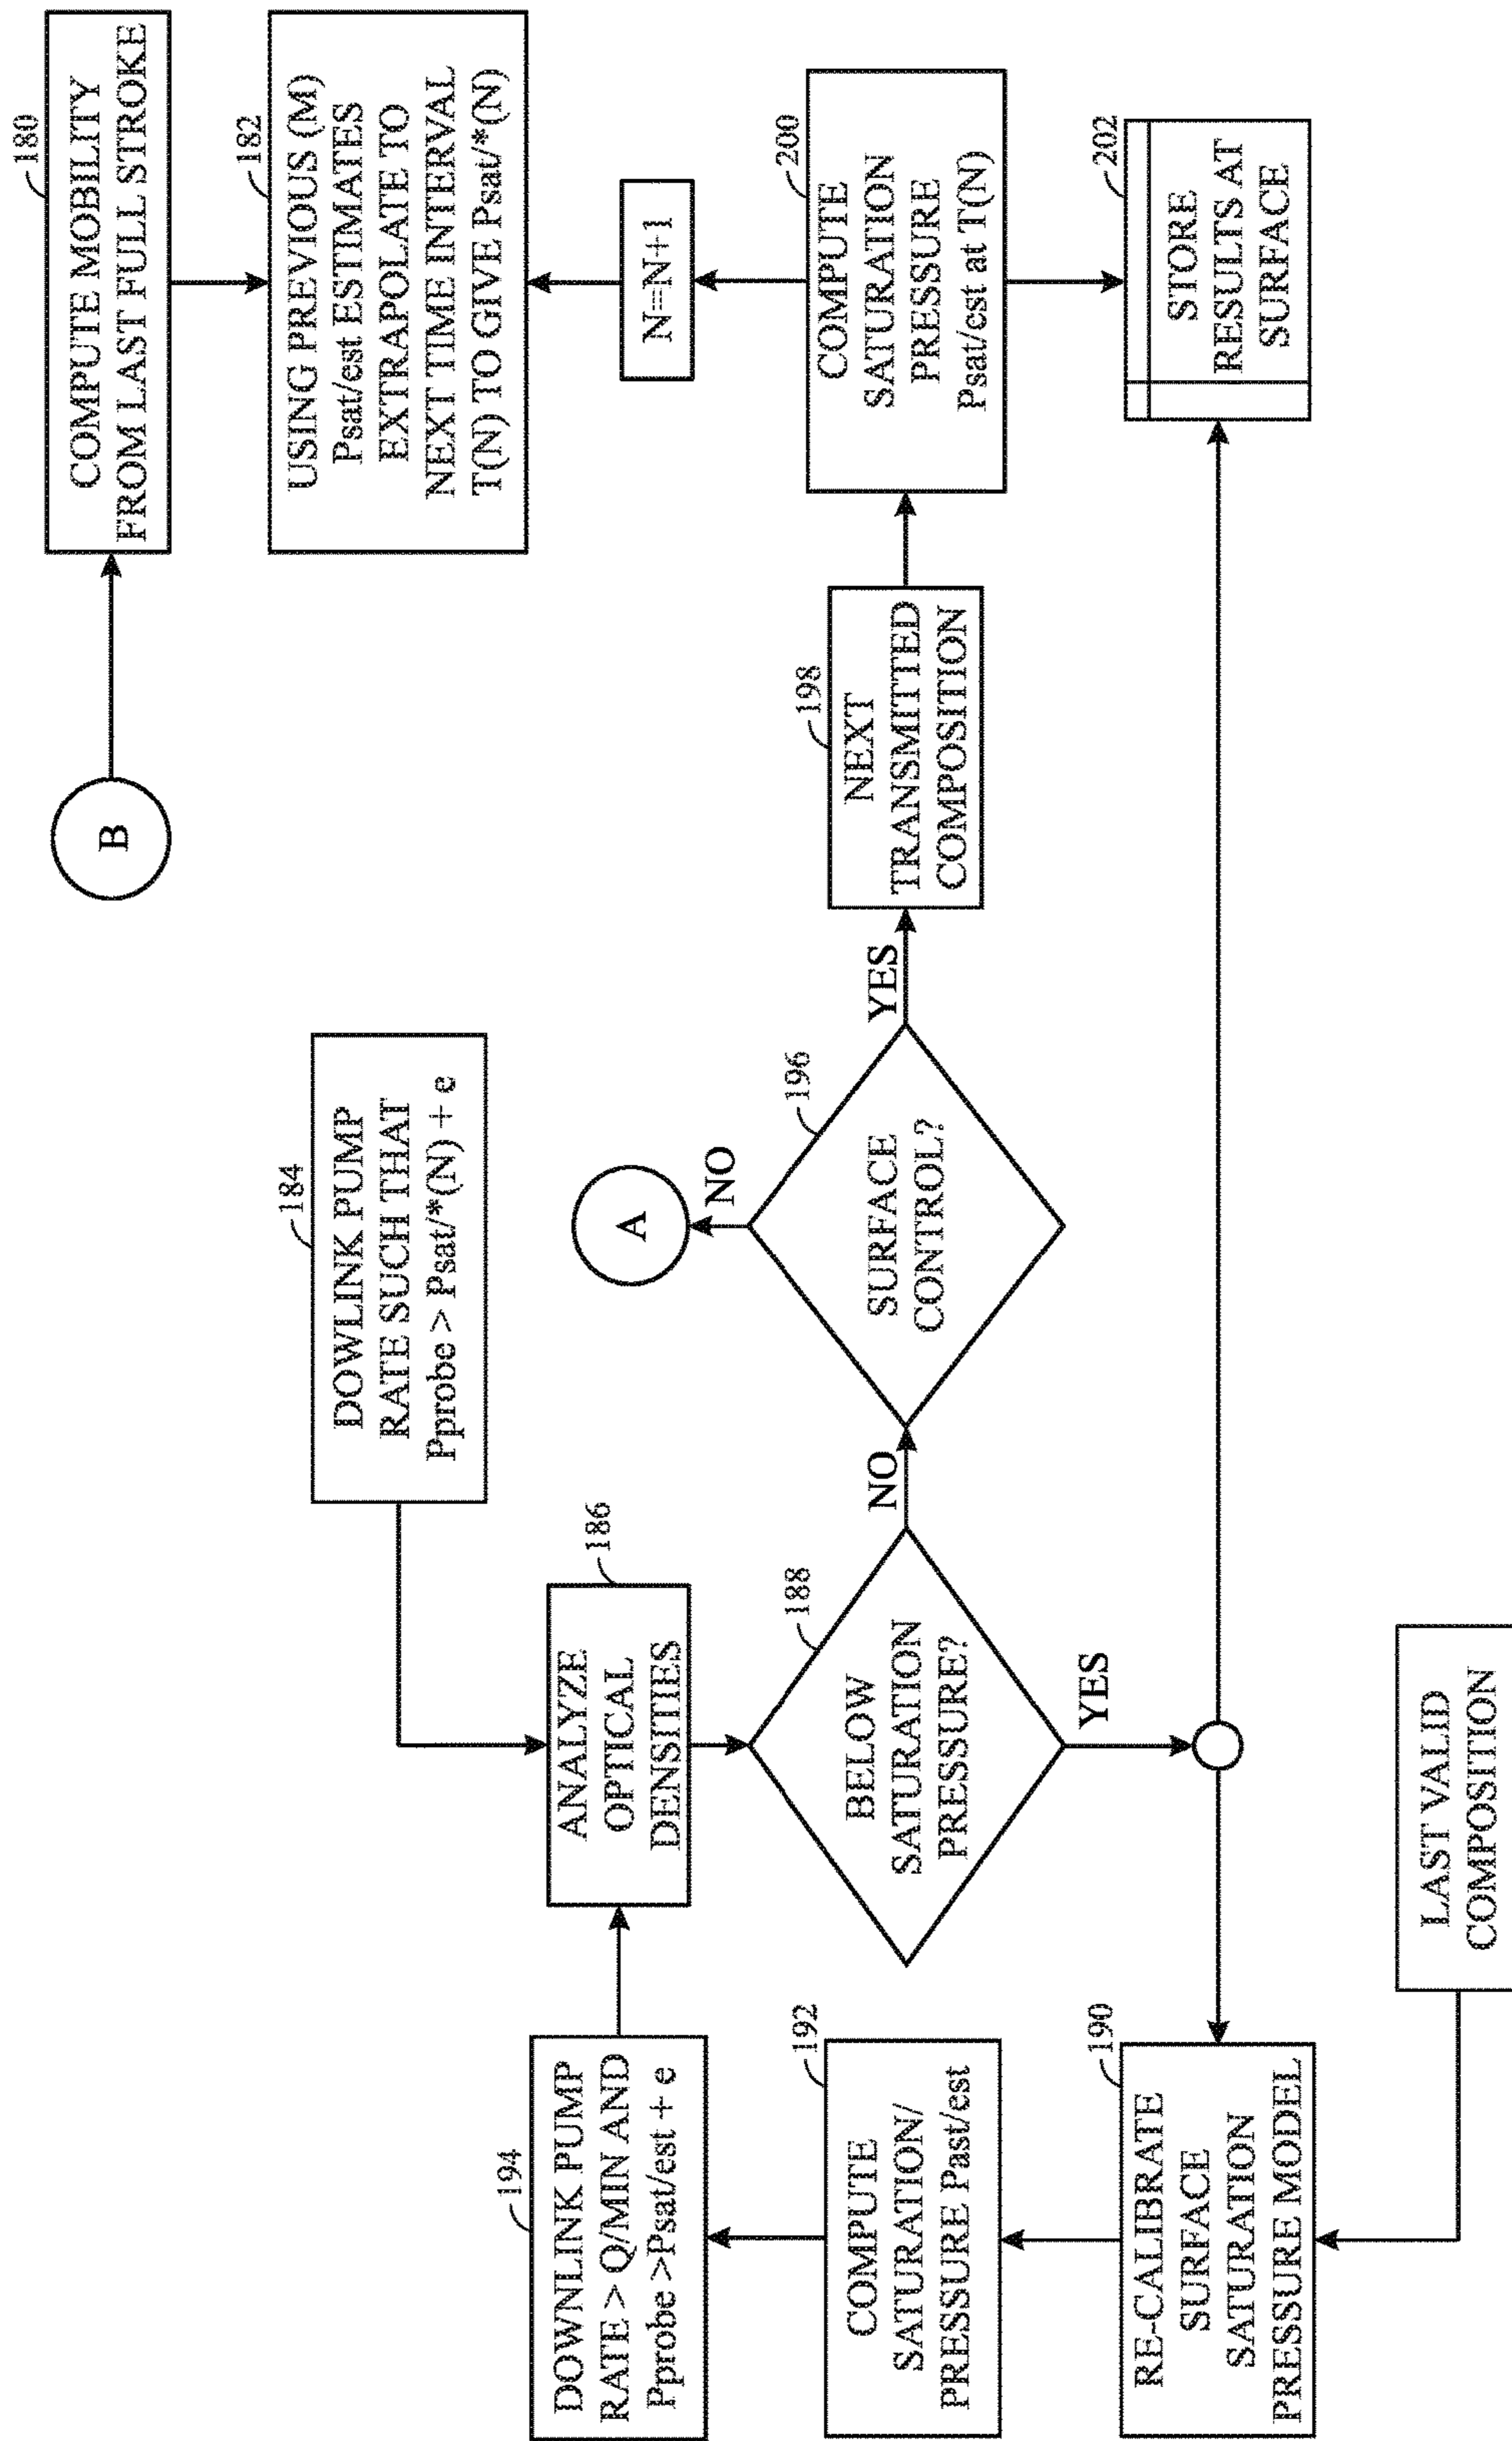 B
180
COMPUTE MOBILITY
FROM LAST FULL STROKE
182
USING PREVIOUS (M)
Psat/est ESTIMATES
EXTRAPOLATE TO
NEXT TIME INTERVAL
T(N) TO GIVE Psat/*(N)
184
DOWLINK PUMP
RATE SUCH THAT
Pprobe > Psat/*(N) + e
194
DOWNLINK PUMP
RATE > Q/MIN AND
Pprobe >Psat/est + e
186
ANALYZE
OPTICAL
DENSITIES
A
NO
N=N+1
192
COMPUTE
SATURATION/
PRESSURE Past/est
188
BELOW
SATURATION
PRESSURE?
NO
YES
196
SURFACE
CONTROL?
YES
198
NEXT
TRANSMITTED
COMPOSITION
200
COMPUTE
SATURATION
PRESSURE
Psat/est at T(N)
190
RE-CALIBRATE
SURFACE
SATURATION
PRESSURE MODEL
202
STORE
RESULTS AT
SURFACE
LAST VALID
COMPOSITION